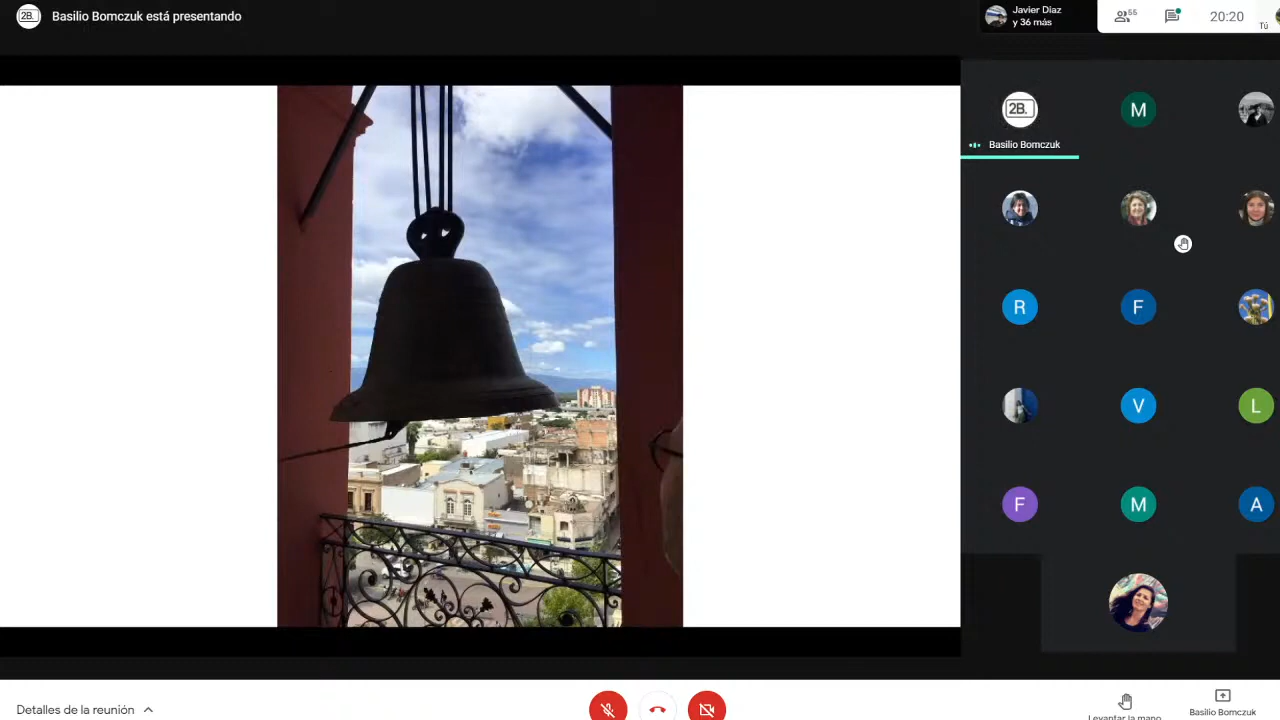 2B.
Basilio Bomczuk está presentando
Javier Díaz
y 36 más
55
20:20
Tú
2B.
M
Basilio Bomczuk
R
F
V
L
F
M
A
Detalles de la reunión
Levantar la mano
Basilio Bomczuk